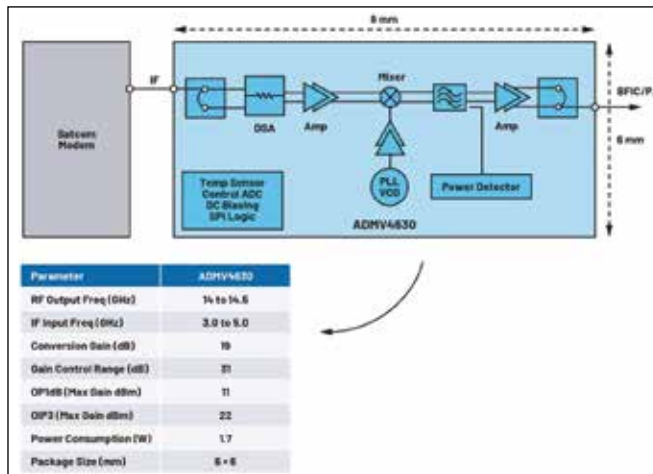 8 mm
IF
Mixer
BFIC/P
Satcom
Modem
DSA
Amp
Amp
6 mm
PLL
VCO
Power Detector
Temp Sensor
Control ADC
DC Biasing
SPI Logic
ADMV4630
Parameter ADMV4630
RF Output Freq (GHz) 14 to 14.5
IF Input Freq (GHz) 3.0 to 5.0
Conversion Gain (dB) 19
Gain Control Range (dB) 31
OP1dB (Max Gain dBm) 11
OIP3 (Max Gain dBm) 22
Power Consumption (W) 1.7
Package Size (mm) 6 × 8